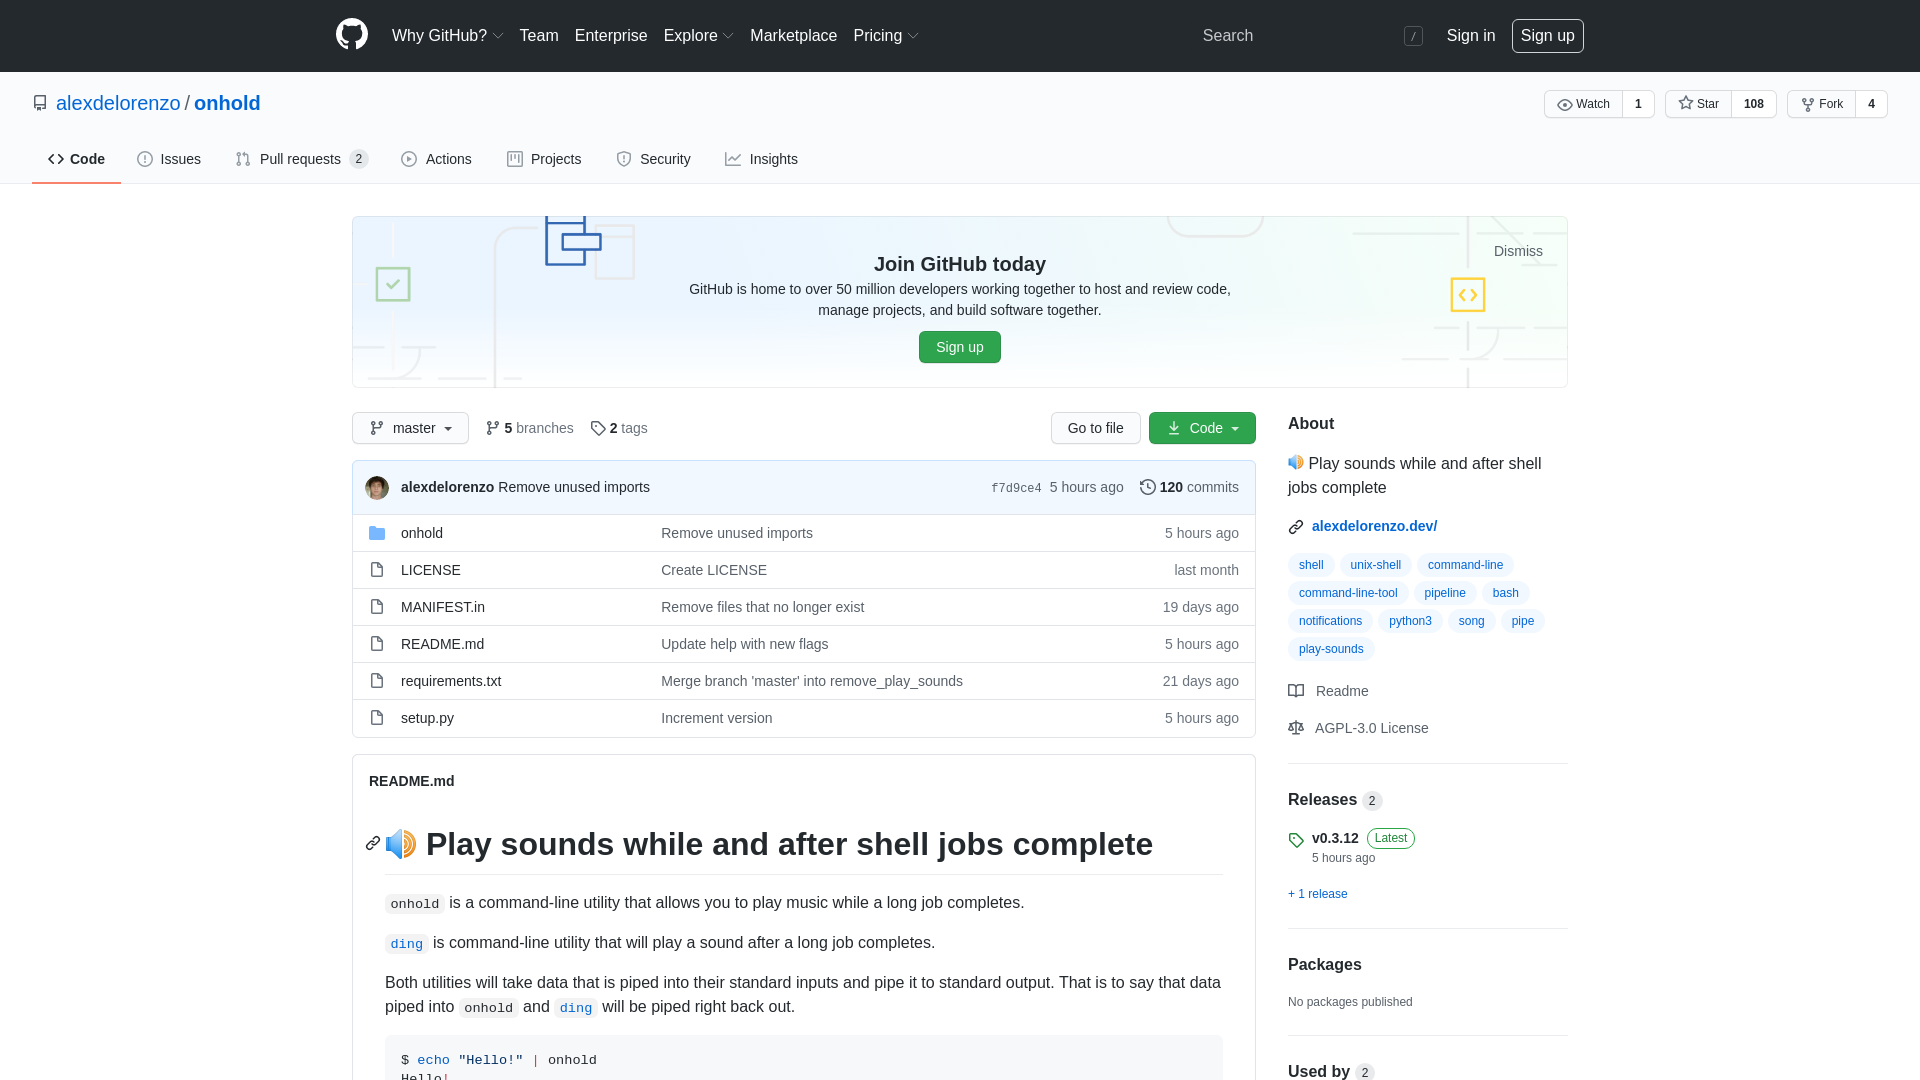 Why GitHub? Team Enterprise Explore Marketplace Pricing Search / Sign in Sign up
alexdelorenzo / onhold Watch 1 Star 108 Fork 4
Code Issues Pull requests 2 Actions Projects Security Insights
Dismiss
Join GitHub today
GitHub is home to over 50 million developers working together to host and review code,
manage projects, and build software together.
Sign up
master 5 branches 2 tags Go to file Code
alexdelorenzo Remove unused imports f7d9ce4 5 hours ago 120 commits
onhold Remove unused imports 5 hours ago
LICENSE Create LICENSE last month
MANIFEST.in Remove files that no longer exist 19 days ago
README.md Update help with new flags 5 hours ago
requirements.txt Merge branch 'master' into remove_play_sounds 21 days ago
setup.py Increment version 5 hours ago
README.md
🔊 Play sounds while and after shell jobs complete
onhold is a command-line utility that allows you to play music while a long job completes.
ding is command-line utility that will play a sound after a long job completes.
Both utilities will take data that is piped into their standard inputs and pipe it to standard output. That is to say that data
piped into onhold and ding will be piped right back out.
$ echo "Hello!" | onhold
Hello!
About
🔊 Play sounds while and after shell
jobs complete
alexdelorenzo.dev/
shell unix-shell command-line
command-line-tool pipeline bash
notifications python3 song pipe
play-sounds
Readme
AGPL-3.0 License
Releases 2
v0.3.12 Latest
5 hours ago
+ 1 release
Packages
No packages published
Used by 2